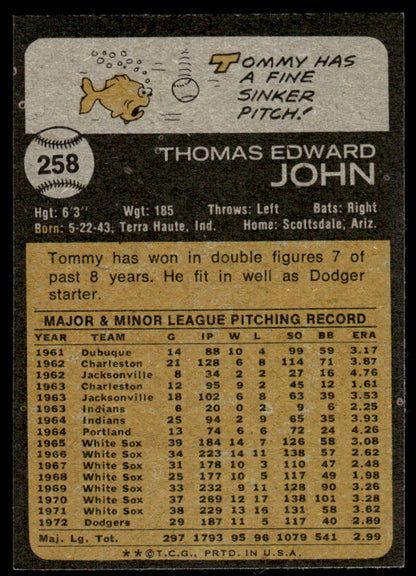 TOMMY HAS
A FINE
SINKER
PITCH!
258
THOMAS EDWARD
JOHN
Hgt: 6'3" Wgt: 185 Throws: Left Bats: Right
Born: 5-22-43, Terra Haute, Ind. Home: Scottsdale, Ariz.
Tommy has won in double figures 7 of
past 8 years. He fit in well as Dodger
starter.
MAJOR & MINOR LEAGUE PITCHING RECORD
YEAR TEAM G IP W L SO BB ERA
1961 Dubuque 14 88 10 4 99 59 3.17
1962 Charleston 21 128 6 8 114 71 3.87
1962 Jacksonville 8 34 2 2 27 16 4.76
1963 Charleston 12 95 9 2 45 12 1.61
1963 Jacksonville 18 102 6 8 63 39 3.53
1963 Indians 6 20 0 2 9 6 2.25
1964 Indians 25 94 2 9 65 35 3.93
1964 Portland 13 74 6 6 72 24 4.26
1965 White Sox 39 184 14 7 126 58 3.08
1966 White Sox 34 223 14 11 138 57 2.62
1967 White Sox 31 178 10 13 110 47 2.48
1968 White Sox 25 177 10 5 117 49 1.98
1969 White Sox 33 232 9 11 128 90 3.26
1970 White Sox 37 269 12 17 138 101 3.28
1971 White Sox 38 229 13 16 131 58 3.62
1972 Dodgers 29 187 11 5 117 40 2.89
Maj. Lg. Tot. 297 1793 95 96 1079 541 2.99
**©T.C.G., PRTD. IN U.S.A.